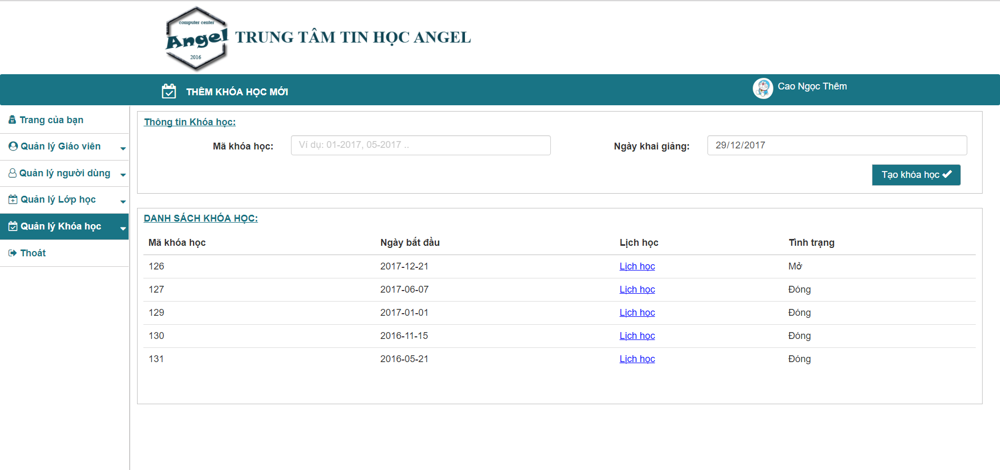 computer center
Angel
2016
TRUNG TÂM TIN HỌC ANGEL
THÊM KHÓA HỌC MỚI
Cao Ngọc Thêm
Trang của bạn
Quản lý Giáo viên
Quản lý người dùng
Quản lý Lớp học
Quản lý Khóa học
Thoát
Thông tin Khóa học:
Mã khóa học: Ví dụ: 01-2017, 05-2017 .. Ngày khai giảng: 29/12/2017
Tạo khóa học
DANH SÁCH KHÓA HỌC:
Mã khóa học Ngày bắt đầu Lịch học Tình trạng
126 2017-12-21 Lịch học Mở
127 2017-06-07 Lịch học Đóng
129 2017-01-01 Lịch học Đóng
130 2016-11-15 Lịch học Đóng
131 2016-05-21 Lịch học Đóng